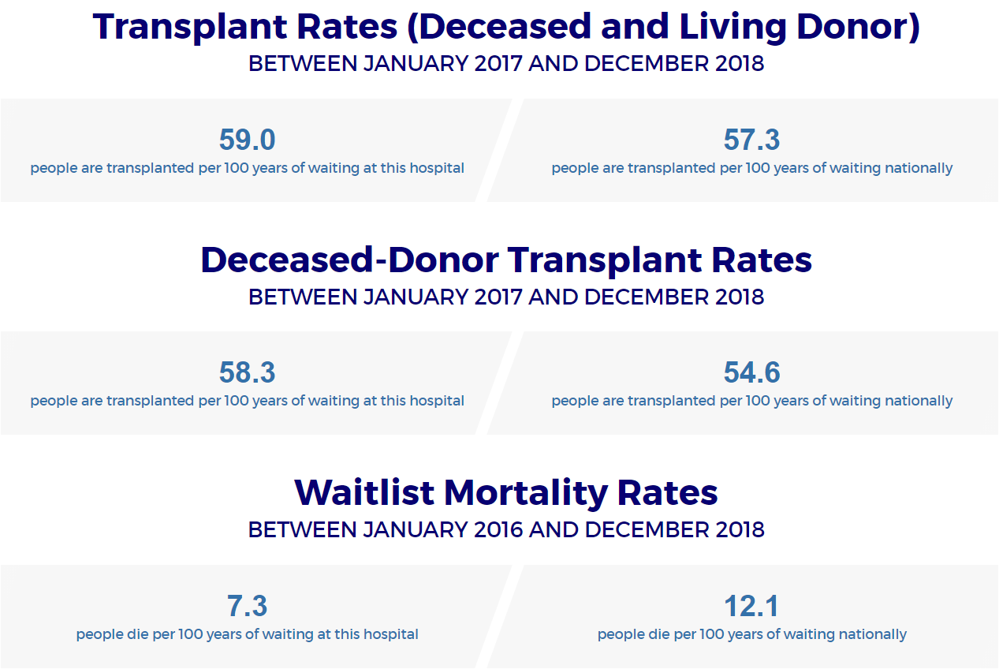 Transplant Rates (Deceased and Living Donor)
BETWEEN JANUARY 2017 AND DECEMBER 2018
59.0
people are transplanted per 100 years of waiting at this hospital
57.3
people are transplanted per 100 years of waiting nationally
Deceased-Donor Transplant Rates
BETWEEN JANUARY 2017 AND DECEMBER 2018
58.3
people are transplanted per 100 years of waiting at this hospital
54.6
people are transplanted per 100 years of waiting nationally
Waitlist Mortality Rates
BETWEEN JANUARY 2016 AND DECEMBER 2018
7.3
people die per 100 years of waiting at this hospital
12.1
people die per 100 years of waiting nationally